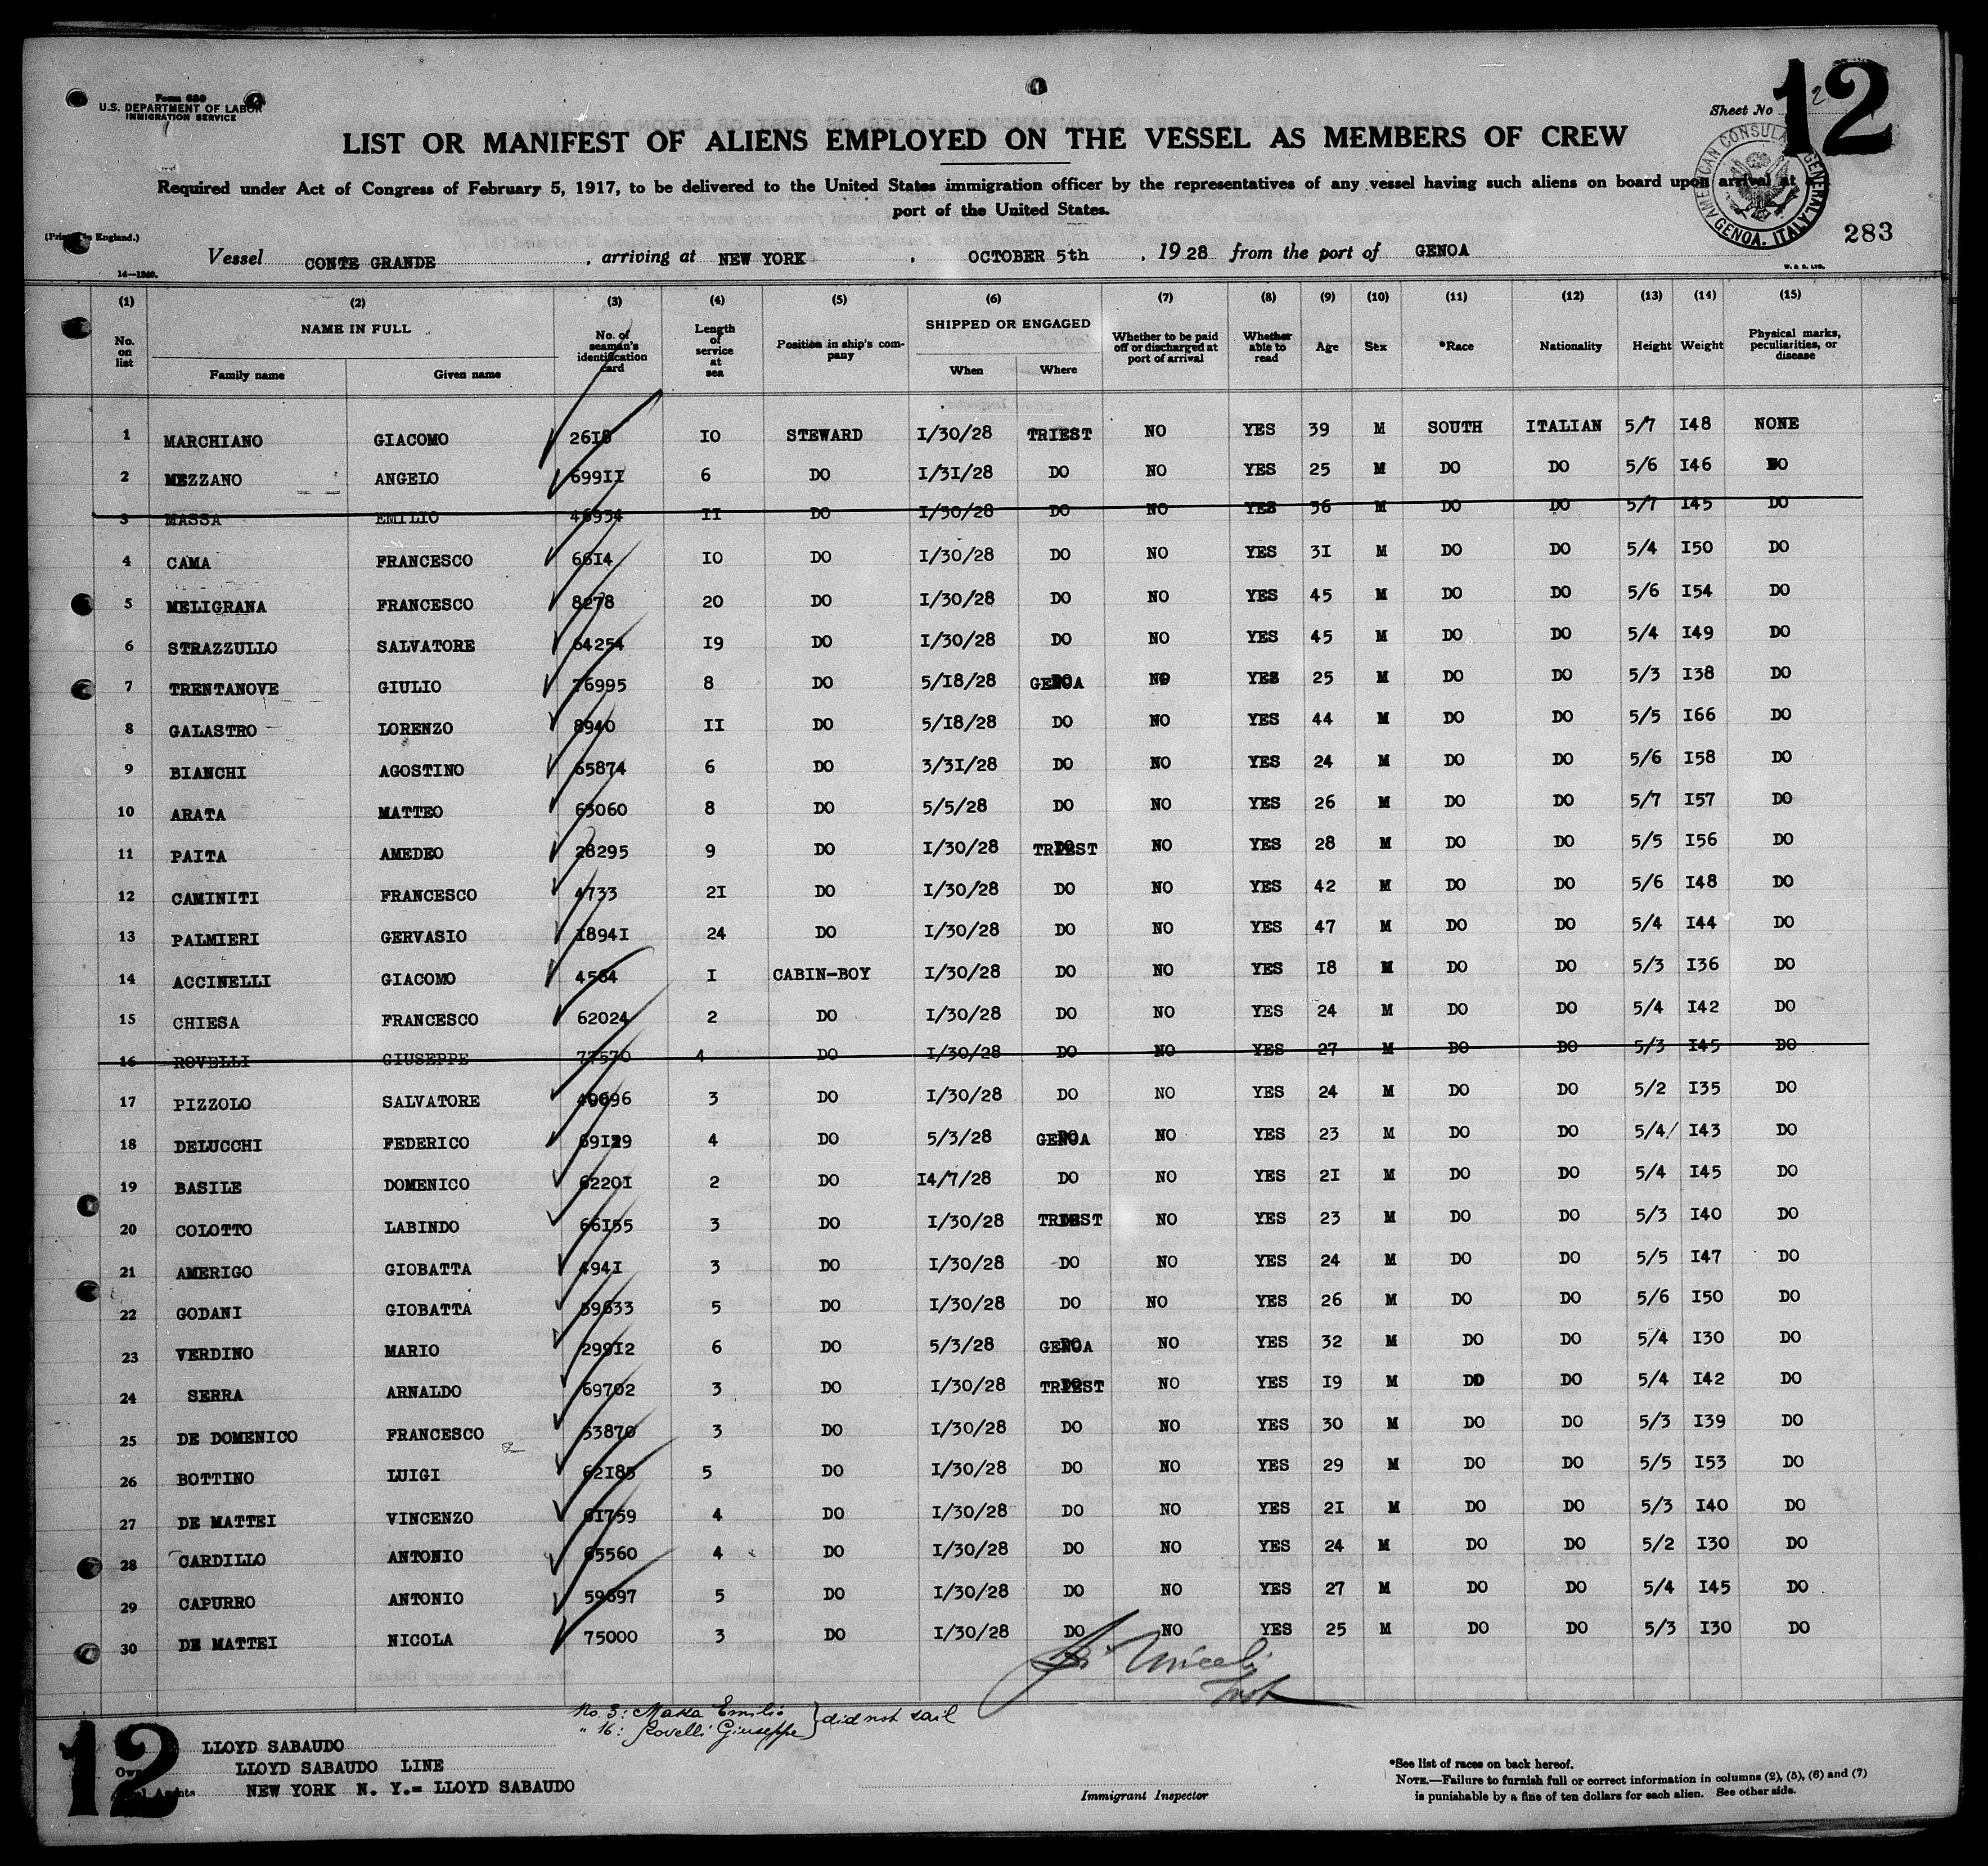 Form 680
U.S. DEPARTMENT OF LABOR
IMMIGRATION SERVICE
Sheet No 2
12
LIST OR MANIFEST OF ALIENS EMPLOYED ON THE VESSEL AS MEMBERS OF CREW
Required under Act of Congress of February 5, 1917, to be delivered to the United States immigration officer by the representatives of any vessel having such aliens on board upon arrival at a
port of the United States.
AMERICAN CONSULATE GENERAL GENOA, ITALY
283
(Printed in England.)
Vessel CONTE GRANDE, arriving at NEW YORK, OCTOBER 5th, 1928 from the port of GENOA
14—1240.
W. & S. LTD.
(1) (2) (3) (4) (5) (6) (7) (8) (9) (10) (11) (12) (13) (14) (15)
No. on list NAME IN FULL Family name Given name No. of seaman's identification card Length of service at sea Position in ship's company SHIPPED OR ENGAGED When Where Whether to be paid off or discharged at port of arrival Whether able to read Age Sex *Race Nationality Height Weight Physical marks, peculiarities, or disease
1 MARCHIANO GIACOMO 2618 10 STEWARD 1/30/28 TRIEST NO YES 39 M SOUTH ITALIAN 5/7 148 NONE
2 MEZZANO ANGELO 69911 6 DO 1/31/28 DO NO YES 25 M DO DO 5/6 146 DO
3 MASSA EMILIO 46934 11 DO 1/30/28 DO NO YES 36 M DO DO 5/7 145 DO
4 CAMA FRANCESCO 6614 10 DO 1/30/28 DO NO YES 31 M DO DO 5/4 150 DO
5 MELIGRANA FRANCESCO 8278 20 DO 1/30/28 DO NO YES 45 M DO DO 5/6 154 DO
6 STRAZZULLO SALVATORE 64254 19 DO 1/30/28 DO NO YES 45 M DO DO 5/4 149 DO
7 TRENTANOVE GIULIO 76995 8 DO 5/18/28 GENOA NO YES 25 M DO DO 5/3 138 DO
8 GALASTRO LORENZO 8940 11 DO 5/18/28 DO NO YES 44 M DO DO 5/5 166 DO
9 BIANCHI AGOSTINO 65874 6 DO 3/31/28 DO NO YES 24 M DO DO 5/6 158 DO
10 ARATA MATTEO 63060 8 DO 5/5/28 DO NO YES 26 M DO DO 5/7 157 DO
11 PAITA AMEDEO 28295 9 DO 1/30/28 TRIEST NO YES 28 M DO DO 5/5 156 DO
12 CAMINITI FRANCESCO 4733 21 DO 1/30/28 DO NO YES 42 M DO DO 5/6 148 DO
13 PALMIERI GERVASIO 18941 24 DO 1/30/28 DO NO YES 47 M DO DO 5/4 144 DO
14 ACCINELLI GIACOMO 4564 1 CABIN-BOY 1/30/28 DO NO YES 18 M DO DO 5/3 136 DO
15 CHIESA FRANCESCO 62024 2 DO 1/30/28 DO NO YES 24 M DO DO 5/4 142 DO
16 ROVELLI GIUSEPPE 77570 4 DO 1/30/28 DO NO YES 27 M DO DO 5/3 145 DO
17 PIZZOLO SALVATORE 40696 3 DO 1/30/28 DO NO YES 24 M DO DO 5/2 135 DO
18 DELUCCHI FEDERICO 69129 4 DO 5/3/28 GENOA NO YES 23 M DO DO 5/4/ 143 DO
19 BASILE DOMENICO 62201 2 DO 14/7/28 DO NO YES 21 M DO DO 5/4 145 DO
20 COLOTTO LABINDO 66155 3 DO 1/30/28 TRIEST NO YES 23 M DO DO 5/3 140 DO
21 AMERIGO GIOBATTA 4941 3 DO 1/30/28 DO NO YES 24 M DO DO 5/5 147 DO
22 GODANI GIOBATTA 59633 5 DO 1/30/28 DO NO YES 26 M DO DO 5/6 150 DO
23 VERDINO MARIO 29912 6 DO 5/3/28 GENOA NO YES 32 M DO DO 5/4 130 DO
24 SERRA ARNALDO 69702 3 DO 1/30/28 TRIEST NO YES 19 M DO DO 5/4 142 DO
25 DE DOMENICO FRANCESCO 53870 3 DO 1/30/28 DO NO YES 30 M DO DO 5/3 139 DO
26 BOTTINO LUIGI 62185 5 DO 1/30/28 DO NO YES 29 M DO DO 5/5 153 DO
27 DE MATTEI VINCENZO 61759 4 DO 1/30/28 DO NO YES 21 M DO DO 5/3 140 DO
28 CARDILLO ANTONIO 65560 4 DO 1/30/28 DO NO YES 24 M DO DO 5/2 130 DO
29 CAPURRO ANTONIO 59697 5 DO 1/30/28 DO NO YES 27 M DO DO 5/4 145 DO
30 DE MATTEI NICOLA 75000 3 DO 1/30/28 DO NO YES 25 M DO DO 5/3 130 DO
No. 3: Massa Emilio
" 16: Rovelli Giuseppe } did not sail
12
LLOYD SABAUDO
LLOYD SABAUDO LINE
NEW YORK N. Y.= LLOYD SABAUDO
Immigrant Inspector
*See list of races on back hereof.
NOTE.—Failure to furnish full or correct information in columns (2), (5), (6) and (7)
is punishable by a fine of ten dollars for each alien. See other side.